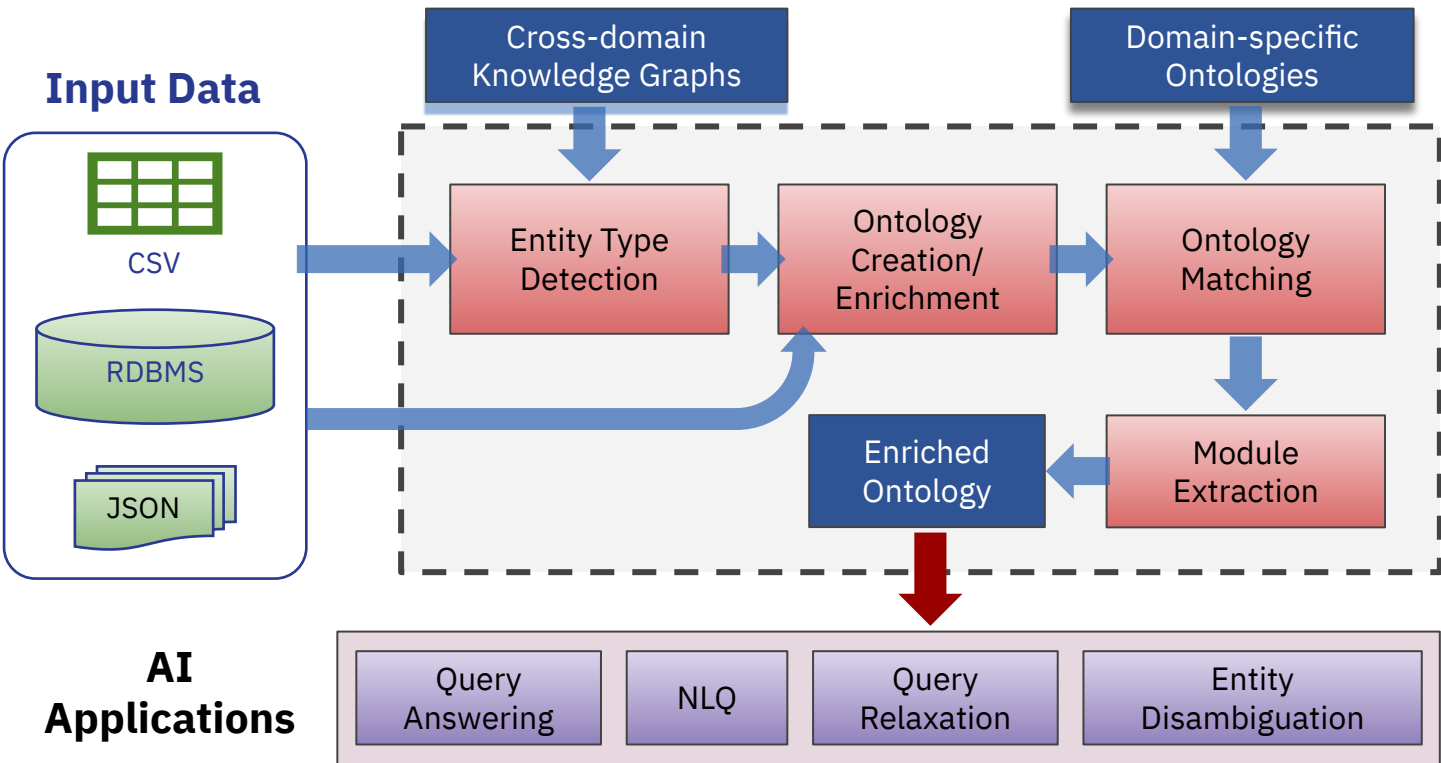 Cross-domain
Knowledge Graphs
Domain-specific
Ontologies
Input Data
CSV
RDBMS
JSON
Entity Type
Detection
Ontology
Creation/
Enrichment
Ontology
Matching
Enriched
Ontology
Module
Extraction
AI
Applications
Query
Answering
NLQ
Query
Relaxation
Entity
Disambiguation